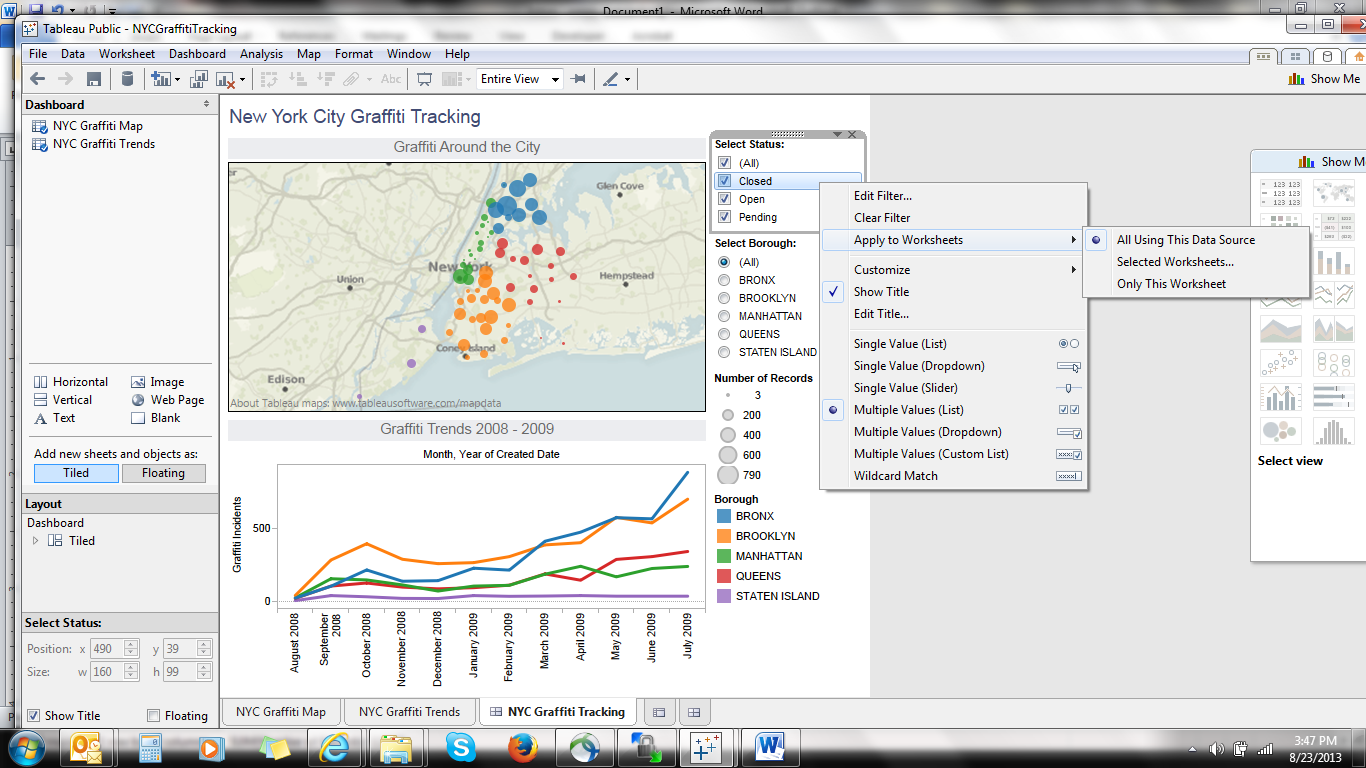 Document1 - Microsoft Word
Tableau Public - NYCGraffitiTracking
File Data Worksheet Dashboard Analysis Map Format Window Help
Abc
Entire View
Show Me
Dashboard
NYC Graffiti Map
NYC Graffiti Trends
Horizontal
Image
Vertical
Web Page
Text
Blank
Add new sheets and objects as:
Tiled
Floating
Layout
Dashboard
Tiled
Select Status:
Position: x 490 y 39
Size: w 160 h 99
Show Title
Floating
New York City Graffiti Tracking
Graffiti Around the City
Glen Cove
Union
New York
Hempstead
Coney Island
Edison
About Tableau maps: www.tableausoftware.com/mapdata
Graffiti Trends 2008 - 2009
Month, Year of Created Date
Graffiti Incidents
500
0
August 2008
September 2008
October 2008
November 2008
December 2008
January 2009
February 2009
March 2009
April 2009
May 2009
June 2009
July 2009
Select Status:
(All)
Closed
Open
Pending
Select Borough:
(All)
BRONX
BROOKLYN
MANHATTAN
QUEENS
STATEN ISLAND
Number of Records
3
200
400
600
790
Borough
BRONX
BROOKLYN
MANHATTAN
QUEENS
STATEN ISLAND
Edit Filter...
Clear Filter
Apply to Worksheets
Customize
Show Title
Edit Title...
Single Value (List)
Single Value (Dropdown)
Single Value (Slider)
Multiple Values (List)
Multiple Values (Dropdown)
Multiple Values (Custom List)
Wildcard Match
All Using This Data Source
Selected Worksheets...
Only This Worksheet
Show M
Select view
NYC Graffiti Map
NYC Graffiti Trends
NYC Graffiti Tracking
3:47 PM
8/23/2013